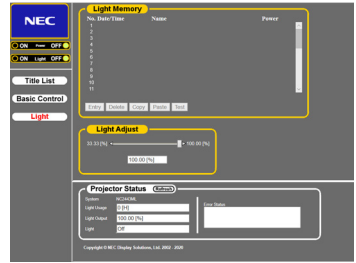 NEC
ON Power OFF
ON Light OFF
Title List
Basic Control
Light
Light Memory
No. Date/Time Name Power
1
2
3
4
5
6
7
8
9
10
11
Entry Delete Copy Paste Test
Light Adjust
33.33 [%] 100.00 [%]
100.00 [%]
Projector Status (Refresh)
System NC2443ML
Light Usage 0 [H]
Light Output 100.00 [%]
Light Off
Error Status
Copyright © NEC Display Solutions, Ltd. 2002 - 2020